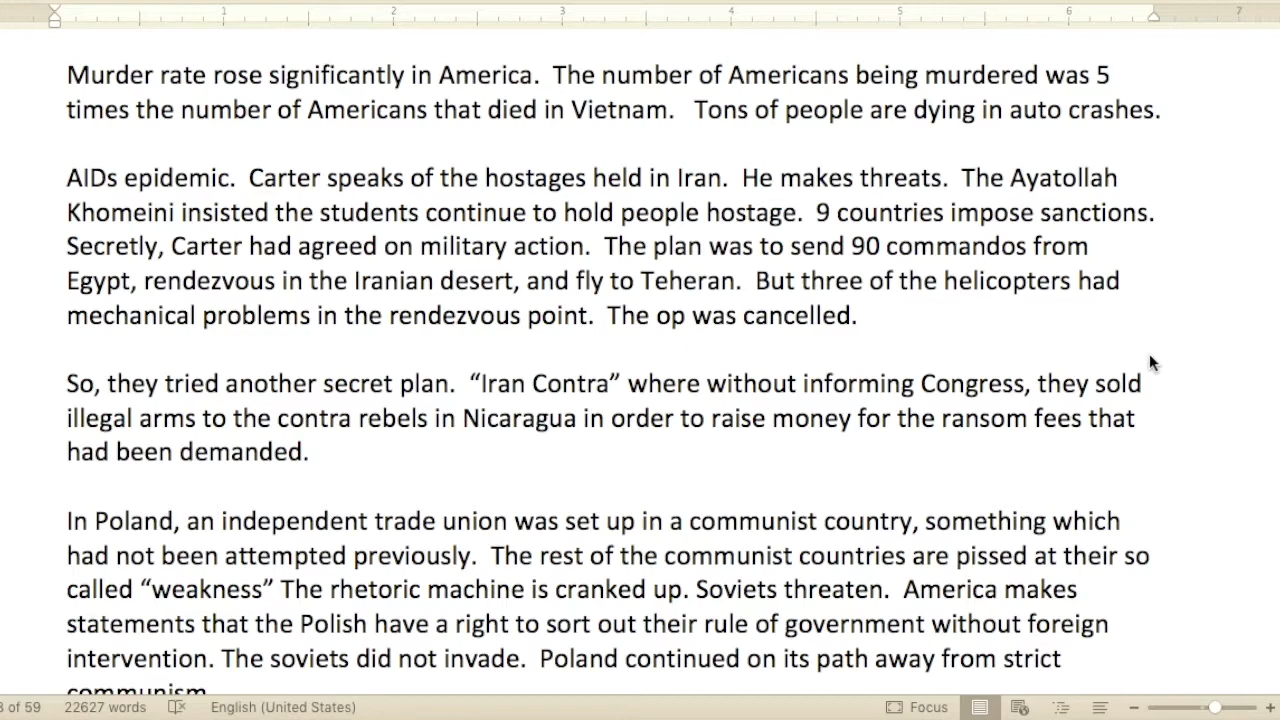 1 2 3 4 5 6 7
Murder rate rose significantly in America.  The number of Americans being murdered was 5
times the number of Americans that died in Vietnam.   Tons of people are dying in auto crashes.
AIDs epidemic.  Carter speaks of the hostages held in Iran.  He makes threats.  The Ayatollah
Khomeini insisted the students continue to hold people hostage.  9 countries impose sanctions.
Secretly, Carter had agreed on military action.  The plan was to send 90 commandos from
Egypt, rendezvous in the Iranian desert, and fly to Teheran.  But three of the helicopters had
mechanical problems in the rendezvous point.  The op was cancelled.
So, they tried another secret plan.  “Iran Contra” where without informing Congress, they sold
illegal arms to the contra rebels in Nicaragua in order to raise money for the ransom fees that
had been demanded.
In Poland, an independent trade union was set up in a communist country, something which
had not been attempted previously.  The rest of the communist countries are pissed at their so
called “weakness” The rhetoric machine is cranked up. Soviets threaten.  America makes
statements that the Polish have a right to sort out their rule of government without foreign
intervention. The soviets did not invade.  Poland continued on its path away from strict
communism
of 59 22627 words English (United States) Focus